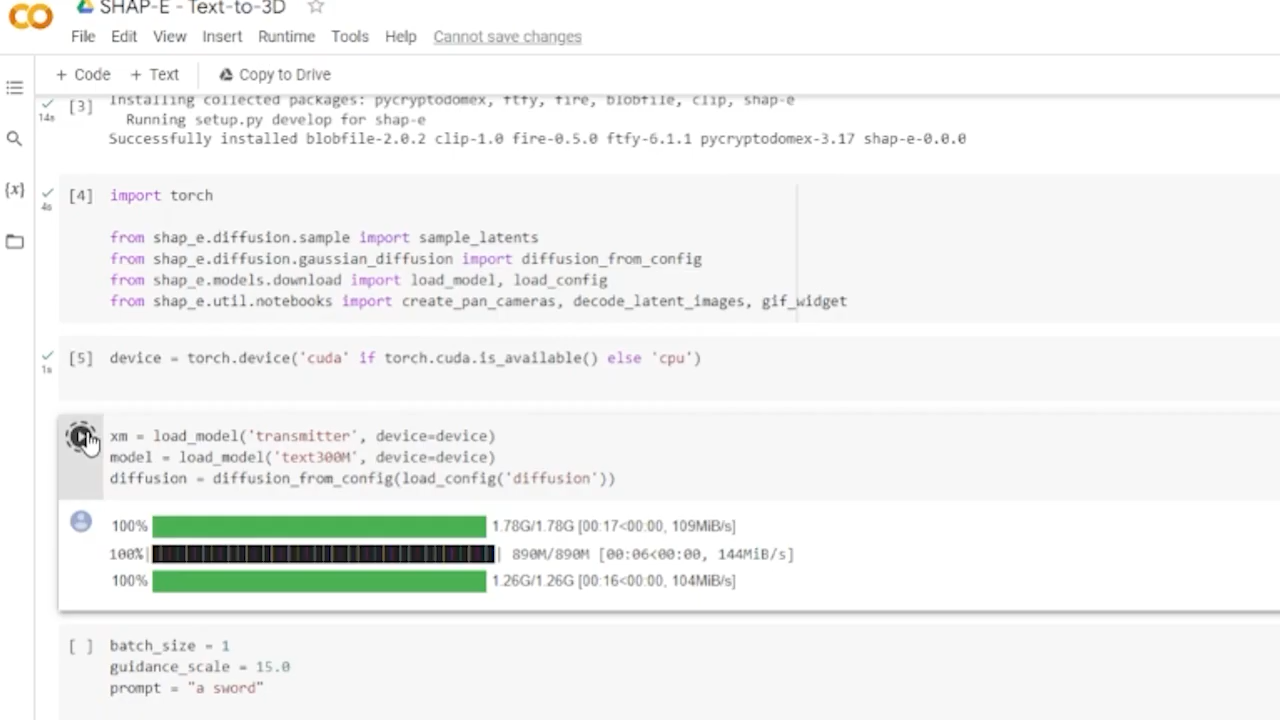 SHAP-E - Text-to-3D
File Edit View Insert Runtime Tools Help Cannot save changes
+ Code + Text Copy to Drive
[3] Installing collected packages: pycryptodomex, ftfy, fire, blobfile, clip, shap-e
14s
Running setup.py develop for shap-e
Successfully installed blobfile-2.0.2 clip-1.0 fire-0.5.0 ftfy-6.1.1 pycryptodomex-3.17 shap-e-0.0.0
{x}
[4] import torch
4s
from shap_e.diffusion.sample import sample_latents
from shap_e.diffusion.gaussian_diffusion import diffusion_from_config
from shap_e.models.download import load_model, load_config
from shap_e.util.notebooks import create_pan_cameras, decode_latent_images, gif_widget
[5] device = torch.device('cuda' if torch.cuda.is_available() else 'cpu')
1s
xm = load_model('transmitter', device=device)
model = load_model('text300M', device=device)
diffusion = diffusion_from_config(load_config('diffusion'))
100% 1.78G/1.78G [00:17<00:00, 109MiB/s]
100%| | 890M/890M [00:06<00:00, 144MiB/s]
100% 1.26G/1.26G [00:16<00:00, 104MiB/s]
[ ] batch_size = 1
guidance_scale = 15.0
prompt = "a sword"